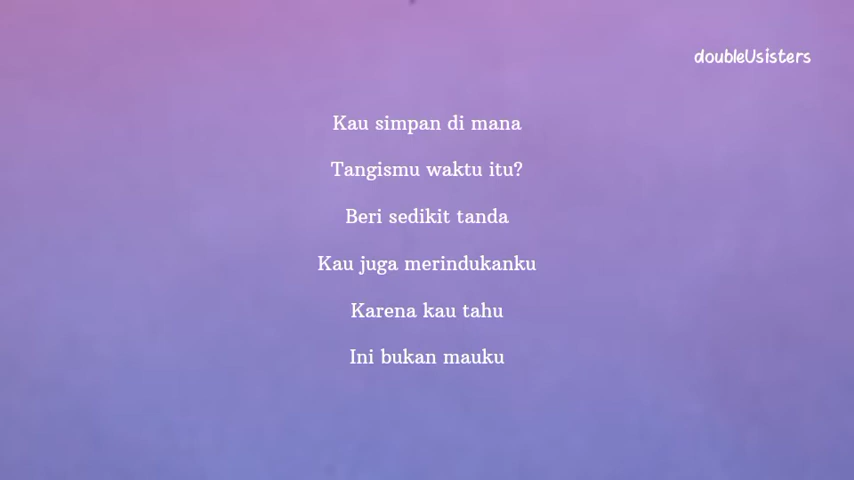 doubleUsisters
Kau simpan di mana
Tangismu waktu itu?
Beri sedikit tanda
Kau juga merindukanku
Karena kau tahu
Ini bukan mauku